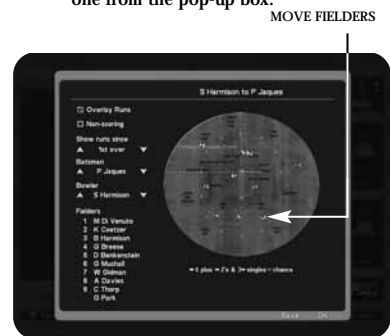 one from the pop-up box.
MOVE FIELDERS
S Harmison to P Jaques
Overlay Runs
Non-scoring
Show runs since
1st over
Batsman
P Jaques
Bowler
S Harmison
Fielders
1 M Di Venuto
2 K Coetzer
3 B Harmison
4 G Breese
5 D Benkenstein
6 G Muchall
7 W Gidman
8 A Davies
9 C Thorp
G Park
4 plus 2's & 3's singles chance
Save OK